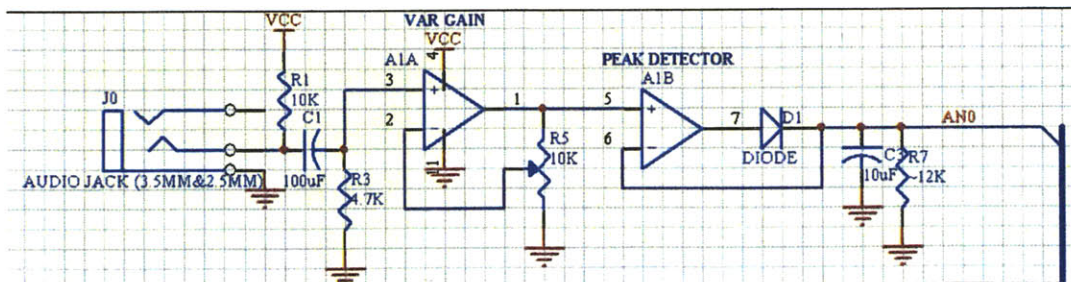 VCC
VAR GAIN
VCC
4
A1A
3
2
1
11
PEAK DETECTOR
A1B
5
6
7
D1
DIODE
AN0
J0
R1
10K
C1
100uF
AUDIO JACK (3.5MM&2.5MM)
R3
4.7K
R5
10K
C3
10uF
R7
~12K